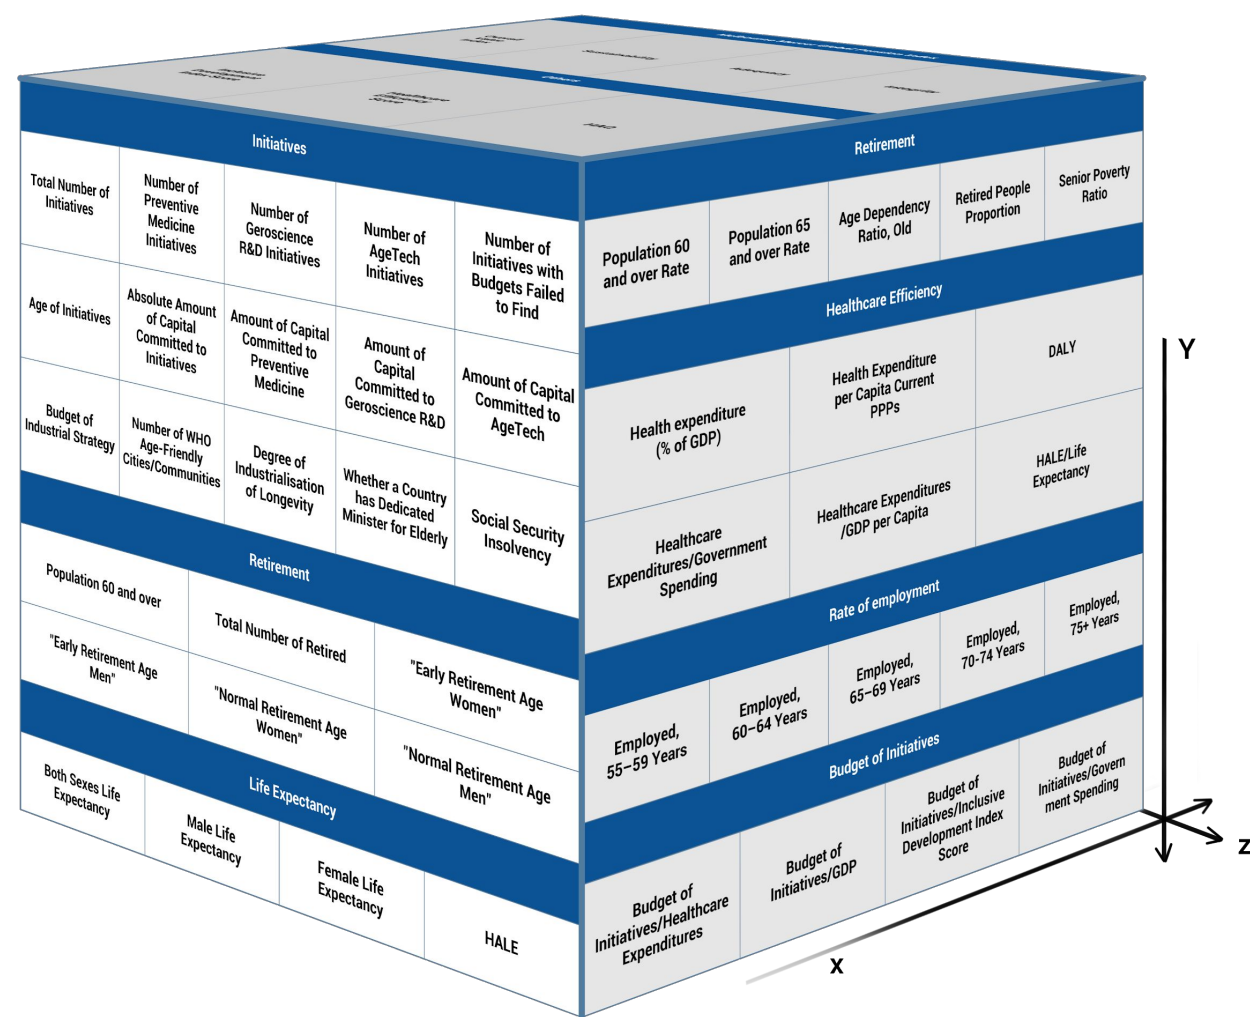 Others
HAQ
Initiatives
Total Number of
Initiatives
Number of
Preventive
Medicine
Initiatives
Number of
Geroscience
R&D Initiatives
Number of
AgeTech
Initiatives
Number of
Initiatives with
Budgets Failed
to Find
Age of Initiatives
Absolute Amount
of Capital
Committed to
Initiatives
Amount of Capital
Committed to
Preventive
Medicine
Amount of
Capital
Committed to
Geroscience R&D
Amount of Capital
Committed to
AgeTech
Budget of
Industrial Strategy
Number of WHO
Age-Friendly
Cities/Communities
Degree of
Industrialisation
of Longevity
Whether a Country
has Dedicated
Minister for Elderly
Social Security
Insolvency
Retirement
Population 60 and over
Total Number of Retired
"Early Retirement Age
Women"
"Early Retirement Age
Men"
"Normal Retirement Age
Women"
"Normal Retirement Age
Men"
Life Expectancy
Both Sexes Life
Expectancy
Male Life
Expectancy
Female Life
Expectancy
HALE
Retirement
Population 60
and over Rate
Population 65
and over Rate
Age Dependency
Ratio, Old
Retired People
Proportion
Senior Poverty
Ratio
Healthcare Efficiency
Health expenditure
(% of GDP)
Health Expenditure
per Capita Current
PPPs
DALY
Healthcare
Expenditures/Government
Spending
Healthcare Expenditures
/GDP per Capita
HALE/Life
Expectancy
Rate of employment
Employed,
55–59 Years
Employed,
60–64 Years
Employed,
65–69 Years
Employed,
70-74 Years
Employed,
75+ Years
Budget of Initiatives
Budget of
Initiatives/Healthcare
Expenditures
Budget of
Initiatives/GDP
Budget of
Initiatives/Inclusive
Development Index
Score
Budget of
Initiatives/Govern
ment Spending
Y
Z
X